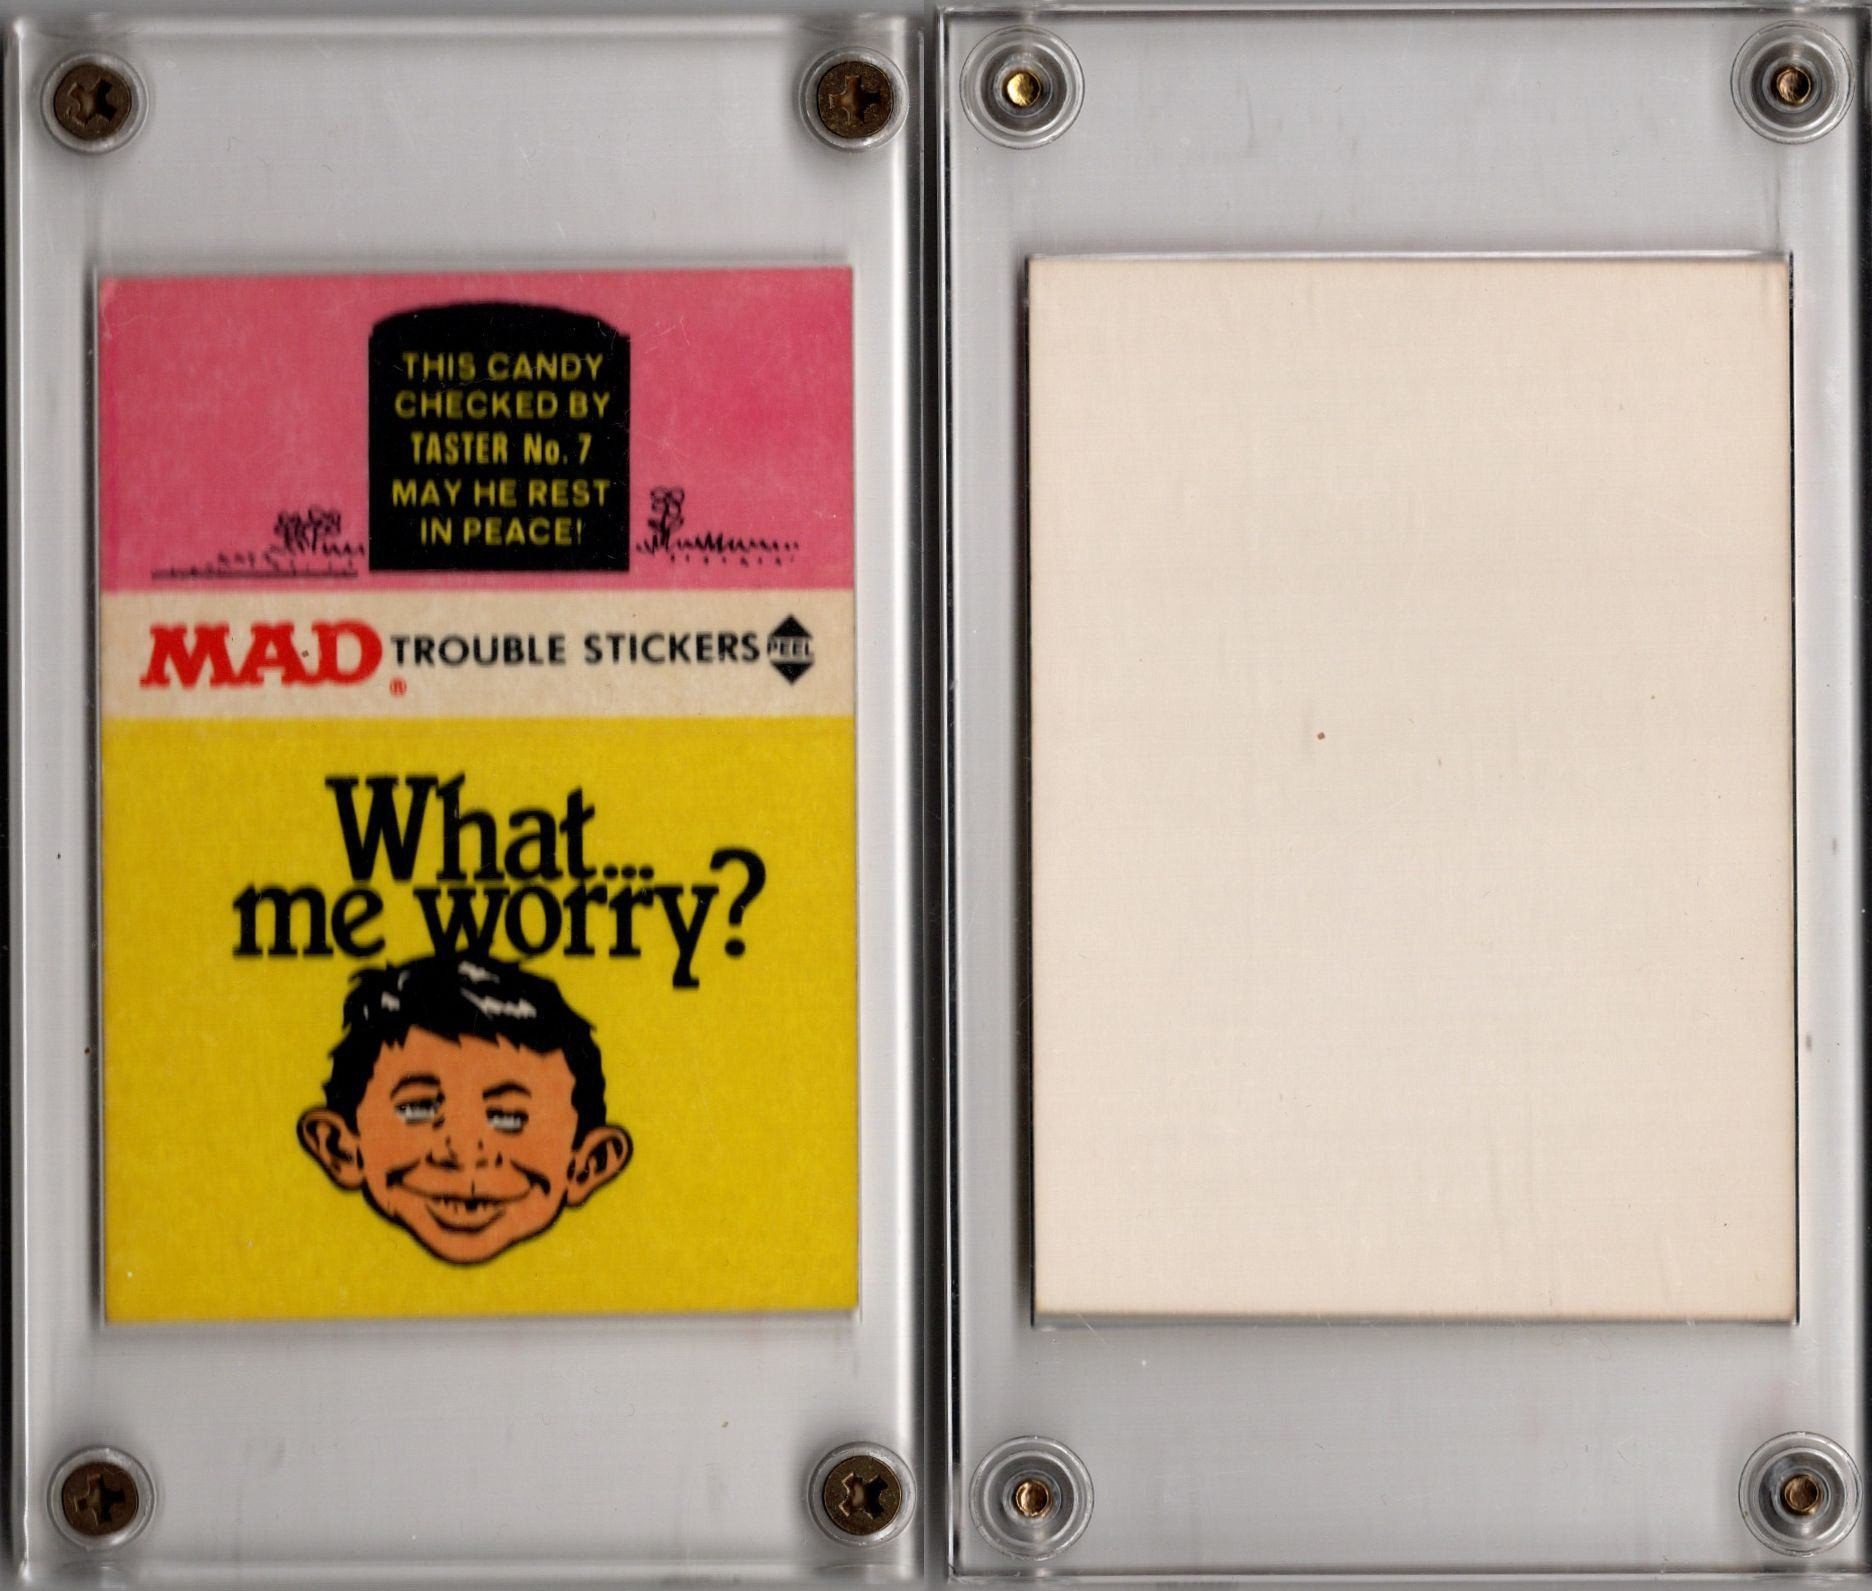 THIS CANDY
CHECKED BY
TASTER No. 7
MAY HE REST
IN PEACE!
MAD® TROUBLE STICKERS PEEL
What...
me worry?